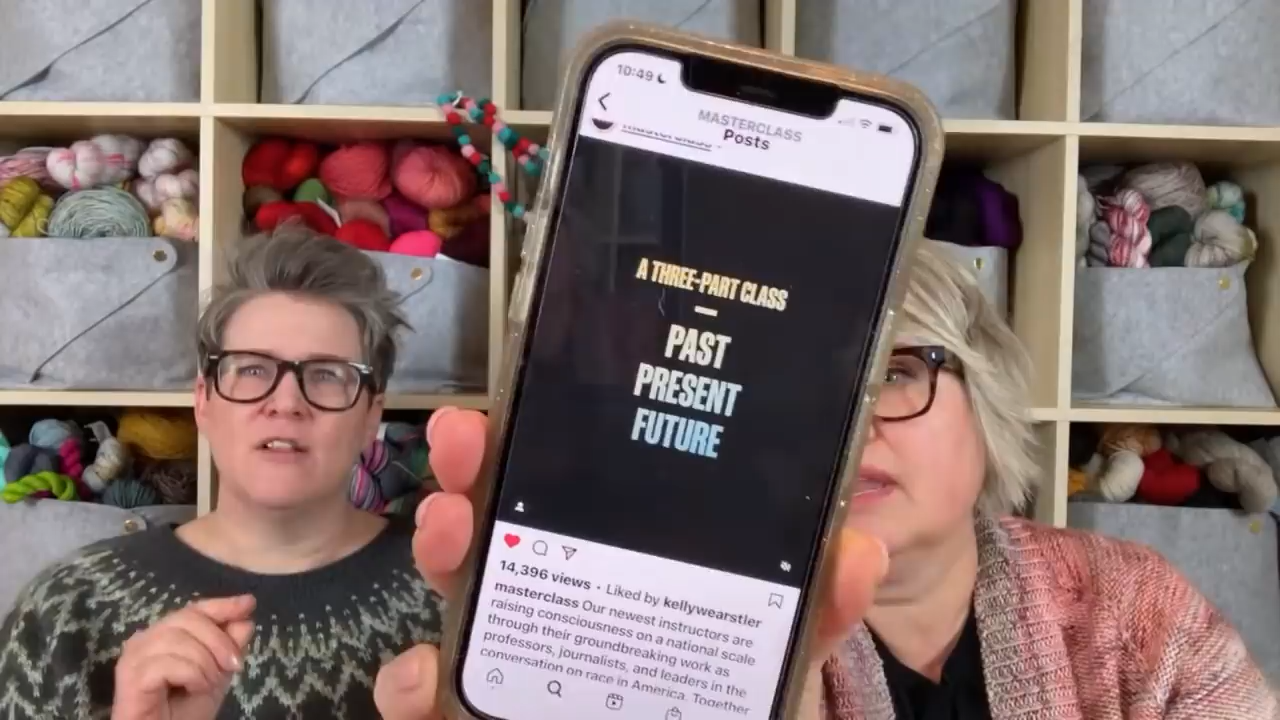 10:49
MASTERCLASS
Posts
A THREE-PART CLASS
PAST
PRESENT
FUTURE
14,396 views • Liked by kellywearstler
masterclass Our newest instructors are
raising consciousness on a national scale
through their groundbreaking work as
professors, journalists, and leaders in the
conversation on race in America. Together